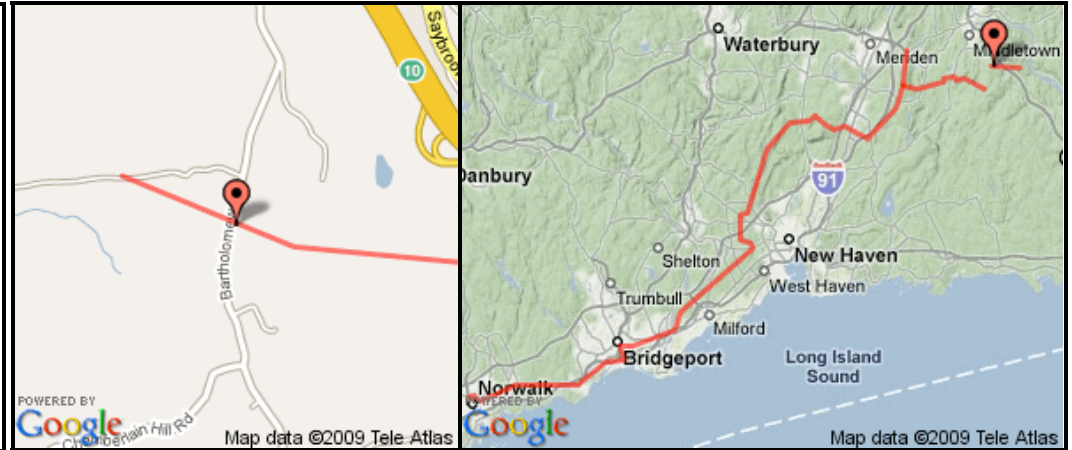 Saybroo
10
Bartholomew
Chamberlain Hill Rd
POWERED BY
Google
Map data ©2009 Tele Atlas
Waterbury
Meriden
Middletown
Danbury
91
Shelton
New Haven
West Haven
Trumbull
Milford
Bridgeport
Long Island
Sound
Norwalk
POWERED BY
Google
Map data ©2009 Tele Atlas